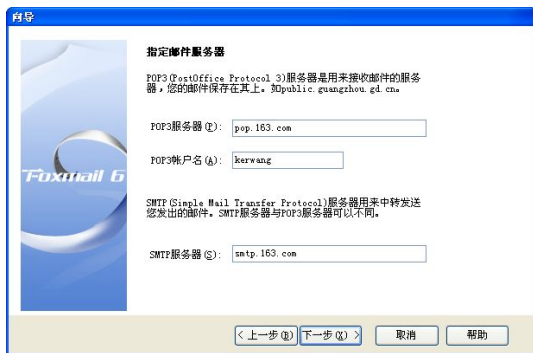 向导
指定邮件服务器
POP3(PostOffice Protocol 3)服务器是用来接收邮件的服务
器，您的邮件保存在其上。如public.guangzhou.gd.cn。
POP3服务器(P): pop.163.com
POP3帐户名(A): kerwang
Foxmail 6
SMTP(Simple Mail Transfer Protocol)服务器用来中转发送
您发出的邮件。SMTP服务器与POP3服务器可以不同。
SMTP服务器(S): smtp.163.com
< 上一步(B) 下一步(X) > 取消 帮助